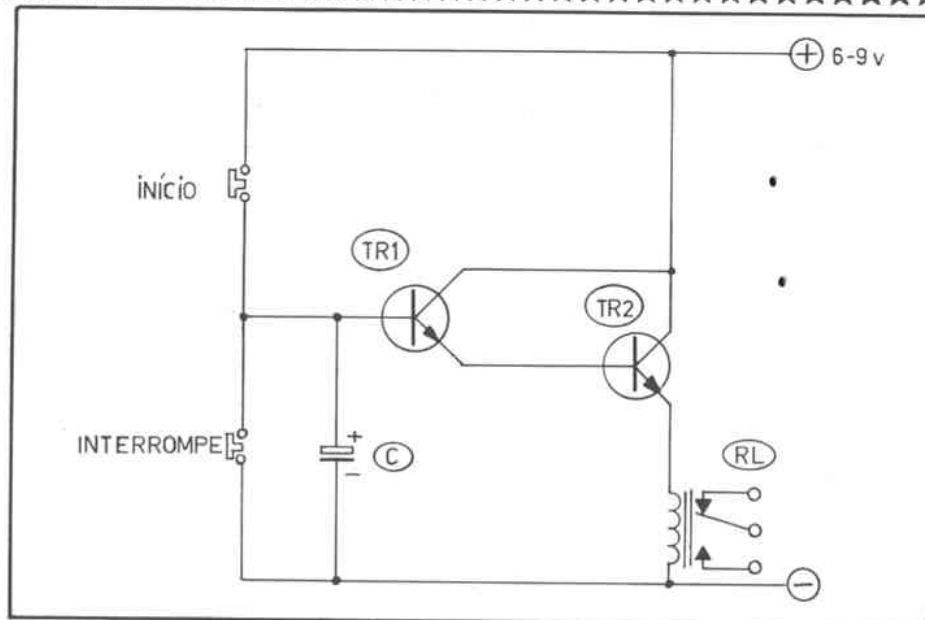 + 6-9 v
INÍCIO
TR1
TR2
INTERROMPE
+
C
-
RL
-